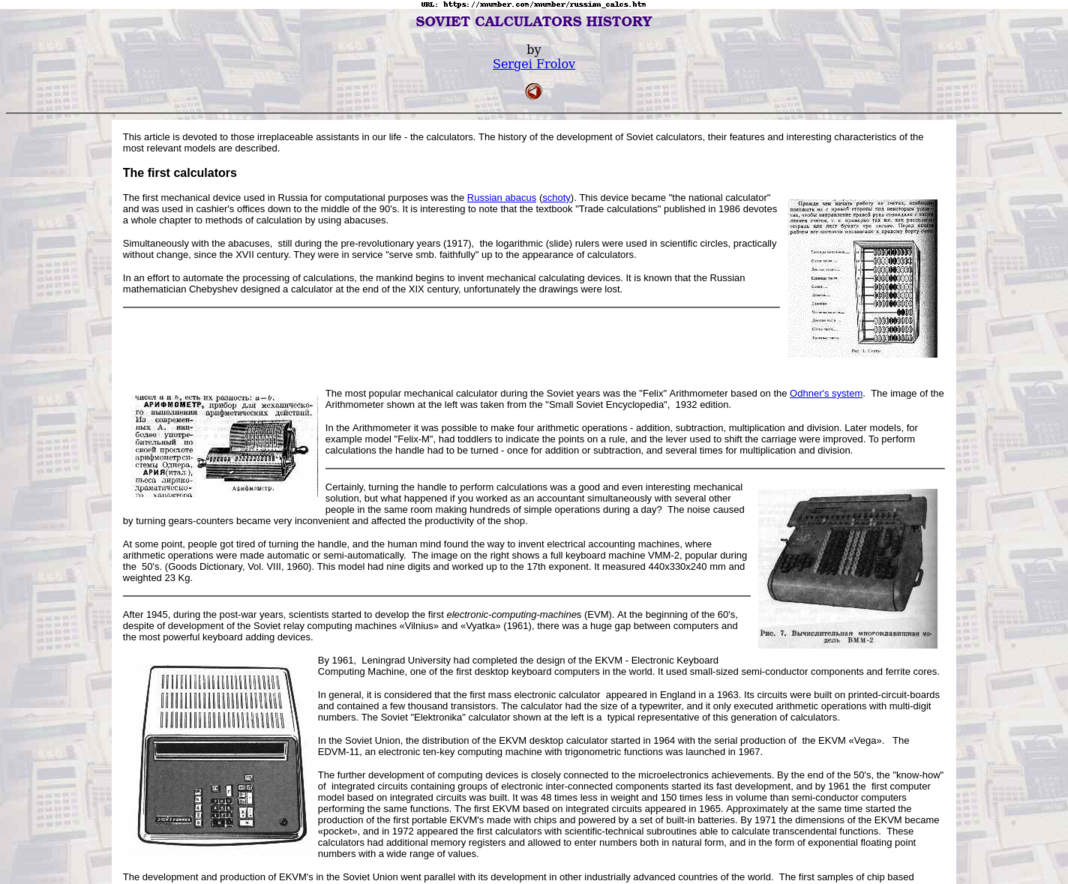 URL: https://xnumber.com/xnumber/russian_calcs.htm
SOVIET CALCULATORS HISTORY
by
Sergei Frolov
This article is devoted to those irreplaceable assistants in our life - the calculators. The history of the development of Soviet calculators, their features and interesting characteristics of the
most relevant models are described.
The first calculators
The first mechanical device used in Russia for computational purposes was the Russian abacus (schoty). This device became "the national calculator"
and was used in cashier's offices down to the middle of the 90's. It is interesting to note that the textbook "Trade calculations" published in 1986 devotes
a whole chapter to methods of calculation by using abacuses.
Simultaneously with the abacuses, still during the pre-revolutionary years (1917), the logarithmic (slide) rulers were used in scientific circles, practically
without change, since the XVII century. They were in service "serve smb. faithfully" up to the appearance of calculators.
In an effort to automate the processing of calculations, the mankind begins to invent mechanical calculating devices. It is known that the Russian
mathematician Chebyshev designed a calculator at the end of the XIX century, unfortunately the drawings were lost.
Рис. 1. Счеты.
чисел a и b, есть их разность: a—b.
АРИФМОМЕТР, прибор для механическо-
го выполнения арифметических действий.
Из современ-
ных А. наи-
более употре-
бительный по
своей простоте
арифмометр си-
стемы Однера.
АРИЯ (итал.),
пьеса лирико-
драматическо-
го характера
Арифмометр.
The most popular mechanical calculator during the Soviet years was the "Felix" Arithmometer based on the Odhner's system. The image of the
Arithmometer shown at the left was taken from the "Small Soviet Encyclopedia", 1932 edition.
In the Arithmometer it was possible to make four arithmetic operations - addition, subtraction, multiplication and division. Later models, for
example model "Felix-M", had toddlers to indicate the points on a rule, and the lever used to shift the carriage were improved. To perform
calculations the handle had to be turned - once for addition or subtraction, and several times for multiplication and division.
Certainly, turning the handle to perform calculations was a good and even interesting mechanical
solution, but what happened if you worked as an accountant simultaneously with several other
people in the same room making hundreds of simple operations during a day? The noise caused
by turning gears-counters became very inconvenient and affected the productivity of the shop.
At some point, people got tired of turning the handle, and the human mind found the way to invent electrical accounting machines, where
arithmetic operations were made automatic or semi-automatically. The image on the right shows a full keyboard machine VMM-2, popular during
the 50's. (Goods Dictionary, Vol. VIII, 1960). This model had nine digits and worked up to the 17th exponent. It measured 440x330x240 mm and
weighted 23 Kg.
Рис. 7. Вычислительная многоклавишная мо-
дель ВММ-2
After 1945, during the post-war years, scientists started to develop the first electronic-computing-machines (EVM). At the beginning of the 60's,
despite of development of the Soviet relay computing machines «Vilnius» and «Vyatka» (1961), there was a huge gap between computers and
the most powerful keyboard adding devices.
By 1961, Leningrad University had completed the design of the EKVM - Electronic Keyboard
Computing Machine, one of the first desktop keyboard computers in the world. It used small-sized semi-conductor components and ferrite cores.
In general, it is considered that the first mass electronic calculator appeared in England in a 1963. Its circuits were built on printed-circuit-boards
and contained a few thousand transistors. The calculator had the size of a typewriter, and it only executed arithmetic operations with multi-digit
numbers. The Soviet "Elektronika" calculator shown at the left is a typical representative of this generation of calculators.
In the Soviet Union, the distribution of the EKVM desktop calculator started in 1964 with the serial production of the EKVM «Vega». The
EDVM-11, an electronic ten-key computing machine with trigonometric functions was launched in 1967.
The further development of computing devices is closely connected to the microelectronics achievements. By the end of the 50's, the "know-how"
of integrated circuits containing groups of electronic inter-connected components started its fast development, and by 1961 the first computer
model based on integrated circuits was built. It was 48 times less in weight and 150 times less in volume than semi-conductor computers
performing the same functions. The first EKVM based on integrated circuits appeared in 1965. Approximately at the same time started the
production of the first portable EKVM's made with chips and powered by a set of built-in batteries. By 1971 the dimensions of the EKVM became
«pocket», and in 1972 appeared the first calculators with scientific-technical subroutines able to calculate transcendental functions. These
calculators had additional memory registers and allowed to enter numbers both in natural form, and in the form of exponential floating point
numbers with a wide range of values.
The development and production of EKVM's in the Soviet Union went parallel with its development in other industrially advanced countries of the world. The first samples of chip based